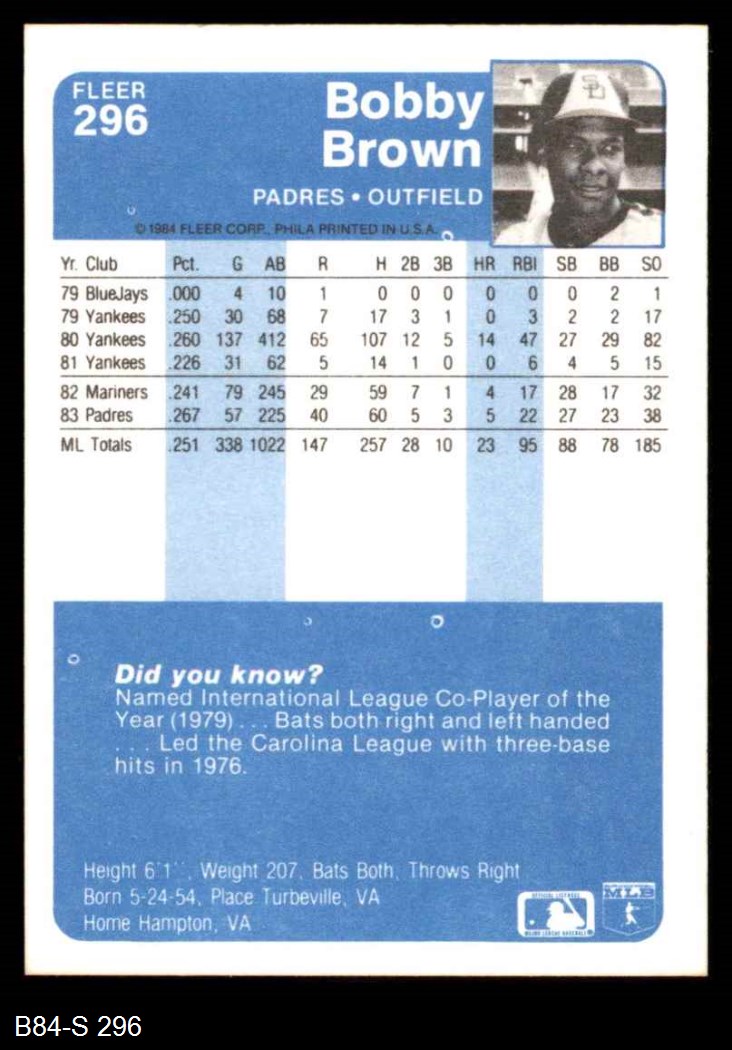 FLEER
296
Bobby
Brown
PADRES • OUTFIELD
SD
© 1984 FLEER CORP., PHILA PRINTED IN U.S.A.
Yr. Club Pct. G AB R H 2B 3B HR RBI SB BB SO
79 BlueJays .000 4 10 1 0 0 0 0 0 0 2 1
79 Yankees .250 30 68 7 17 3 1 0 3 2 2 17
80 Yankees .260 137 412 65 107 12 5 14 47 27 29 82
81 Yankees .226 31 62 5 14 1 0 0 6 4 5 15
82 Mariners .241 79 245 29 59 7 1 4 17 28 17 32
83 Padres .267 57 225 40 60 5 3 5 22 27 23 38
ML Totals .251 338 1022 147 257 28 10 23 95 88 78 185
Did you know?
Named International League Co-Player of the
Year (1979) . . . Bats both right and left handed
. . . Led the Carolina League with three-base
hits in 1976.
Height 6'1'', Weight 207, Bats Both, Throws Right
Born 5-24-54, Place Turbeville, VA
Home Hampton, VA
OFFICIAL LICENSEE
MAJOR LEAGUE BASEBALL
MLB
B84-S 296